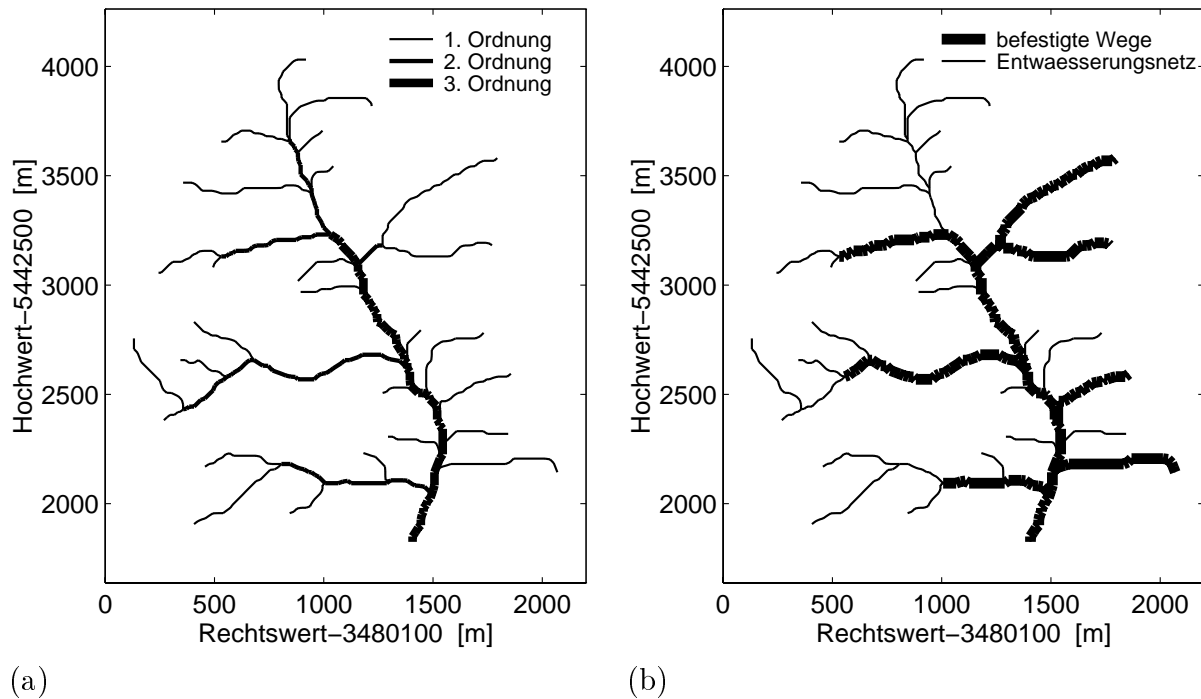 1. Ordnung
2. Ordnung
3. Ordnung
4000
3500
3000
2500
2000
Hochwert−5442500 [m]
0 500 1000 1500 2000
Rechtswert−3480100 [m]
(a)
befestigte Wege
Entwaesserungsnetz
4000
3500
3000
2500
2000
Hochwert−5442500 [m]
0 500 1000 1500 2000
Rechtswert−3480100 [m]
(b)